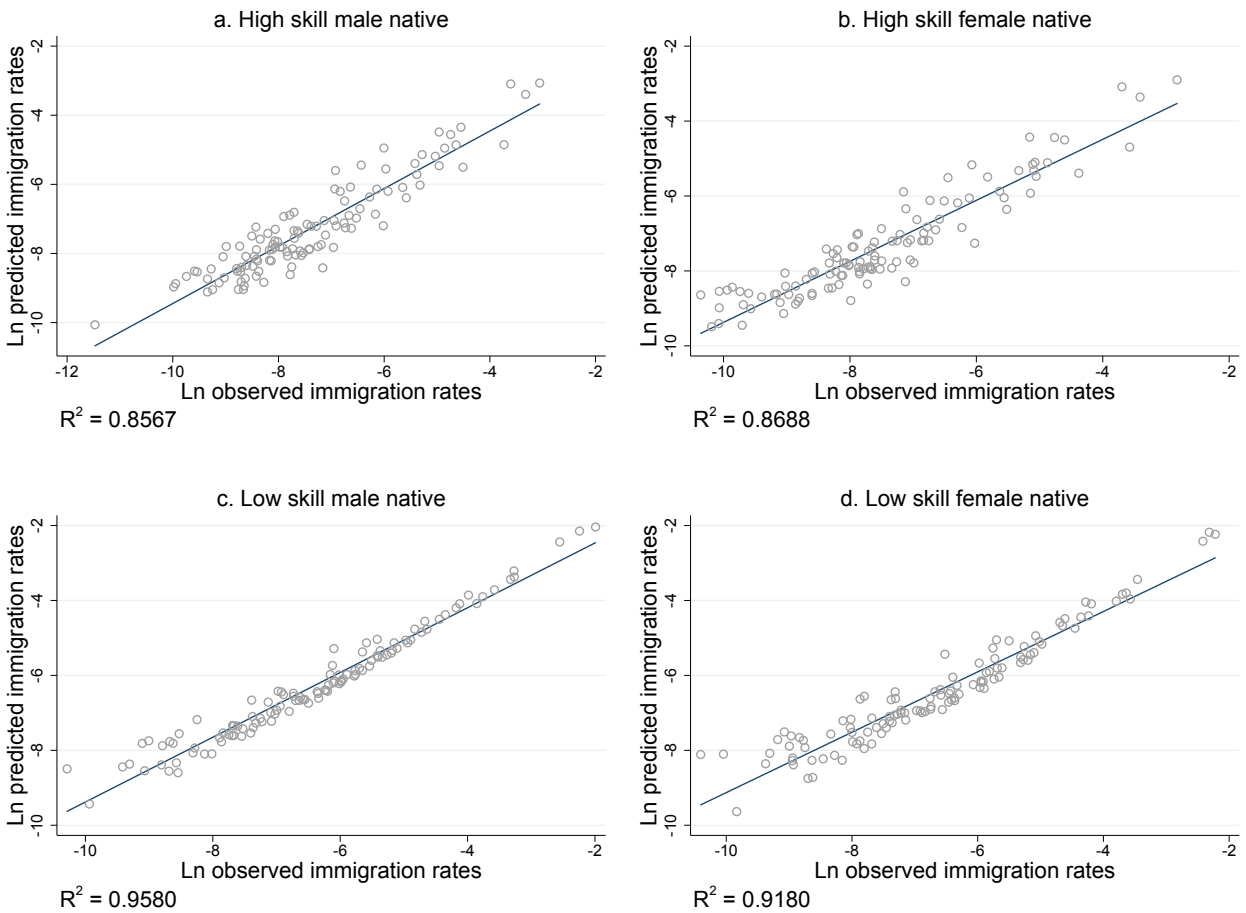 a. High skill male native
Ln predicted immigration rates
-2
-4
-6
-8
-10
-12 -10 -8 -6 -4 -2
Ln observed immigration rates
R² = 0.8567
b. High skill female native
Ln predicted immigration rates
-2
-4
-6
-8
-10
-10 -8 -6 -4 -2
Ln observed immigration rates
R² = 0.8688
c. Low skill male native
Ln predicted immigration rates
-2
-4
-6
-8
-10
-10 -8 -6 -4 -2
Ln observed immigration rates
R² = 0.9580
d. Low skill female native
Ln predicted immigration rates
-2
-4
-6
-8
-10
-10 -8 -6 -4 -2
Ln observed immigration rates
R² = 0.9180